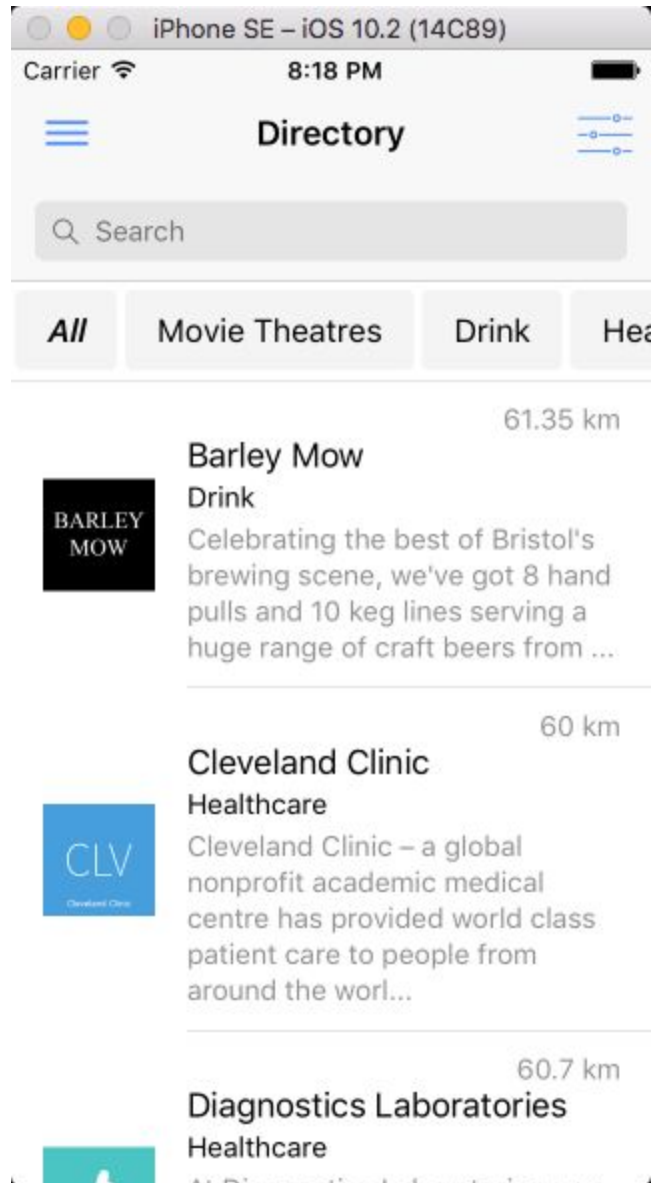 iPhone SE – iOS 10.2 (14C89)
Carrier 8:18 PM
Directory
Search
All Movie Theatres Drink Hea
61.35 km
Barley Mow
Drink
BARLEY
MOW
Celebrating the best of Bristol's
brewing scene, we've got 8 hand
pulls and 10 keg lines serving a
huge range of craft beers from ...
60 km
Cleveland Clinic
Healthcare
CLV
Cleveland Clinic
Cleveland Clinic – a global
nonprofit academic medical
centre has provided world class
patient care to people from
around the worl...
60.7 km
Diagnostics Laboratories
Healthcare